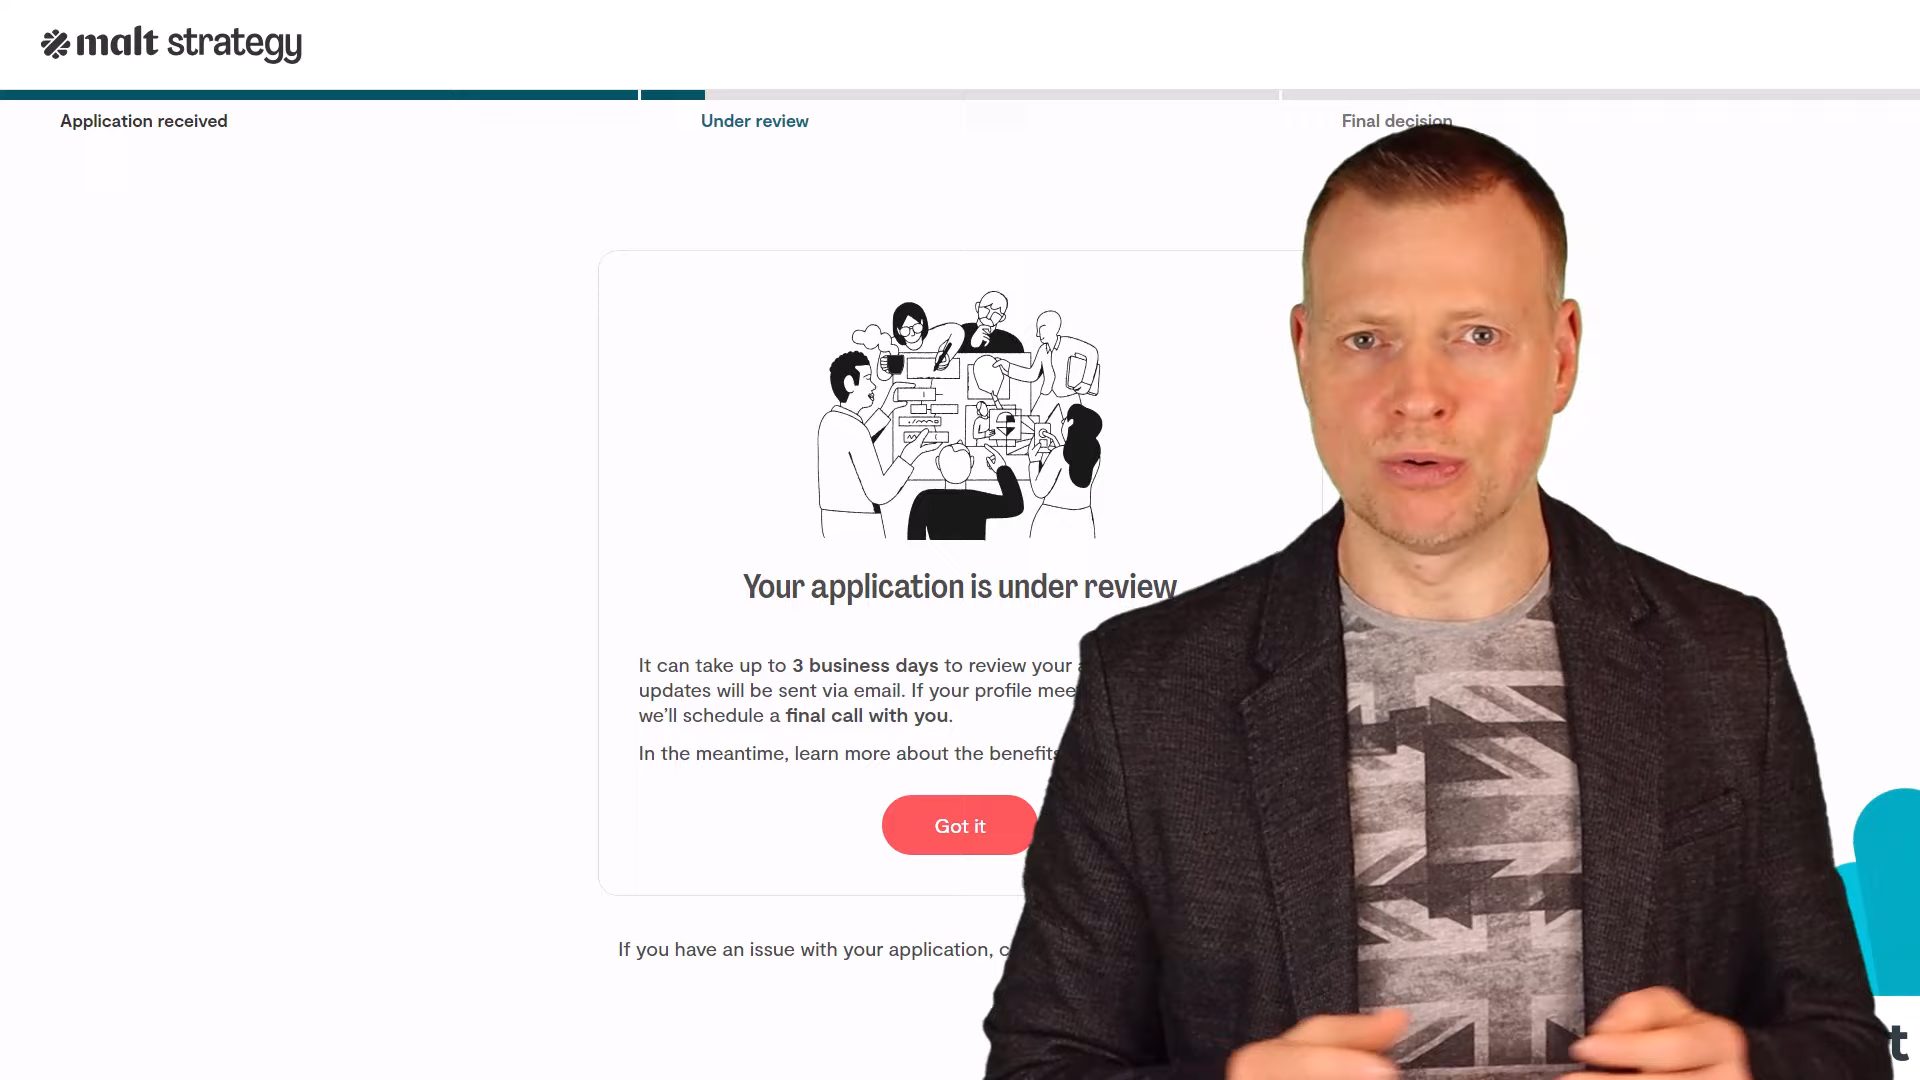 malt strategy
Application received
Under review
Final decision
Your application is under review
It can take up to 3 business days to review your
updates will be sent via email. If your profile
we'll schedule a final call with you.
In the meantime, learn more about the benefits
Got it
If you have an issue with your application,
t